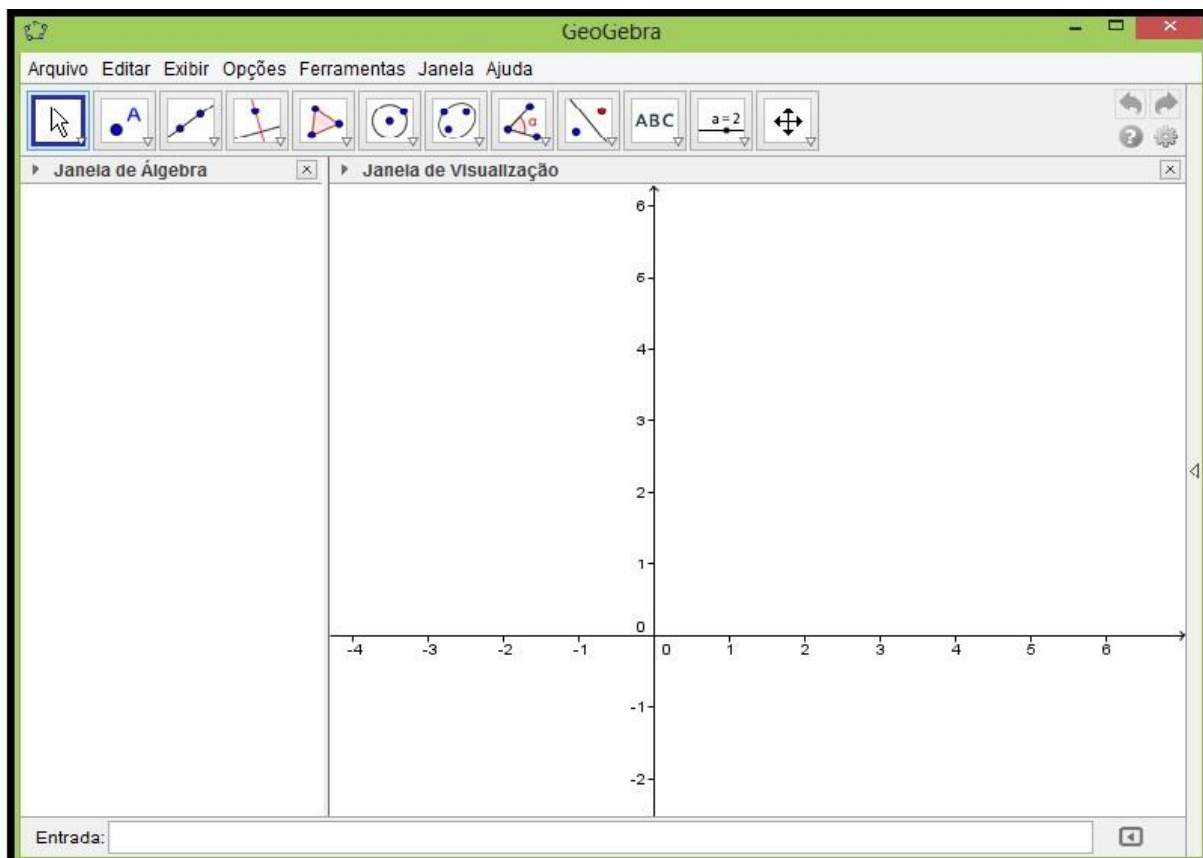 GeoGebra
Arquivo Editar Exibir Opções Ferramentas Janela Ajuda
A α ABC a=2
Janela de Álgebra Janela de Visualização
6
5
4
3
2
1
0
-4 -3 -2 -1 0 1 2 3 4 5 6
-1
-2
Entrada: